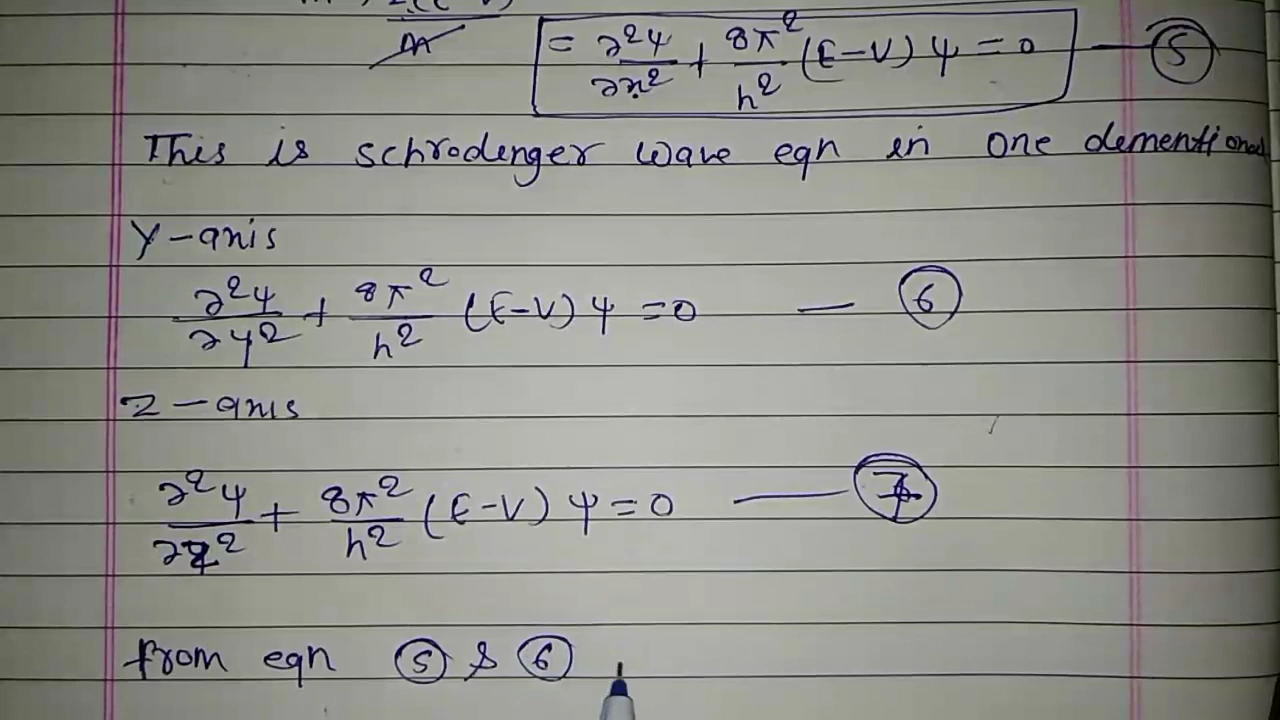 = ∂²ψ/∂x² + 8π²/h² (E-V) ψ = 0 — ⑤
This is schrodenger wave eqn in one dementional
Y-axis
∂²ψ/∂y² + 8π²/h² (E-V) ψ = 0 — ⑥
Z-axis
∂²ψ/∂z² + 8π²/h² (E-V) ψ = 0 — ⑦
from eqn ⑤ & ⑥